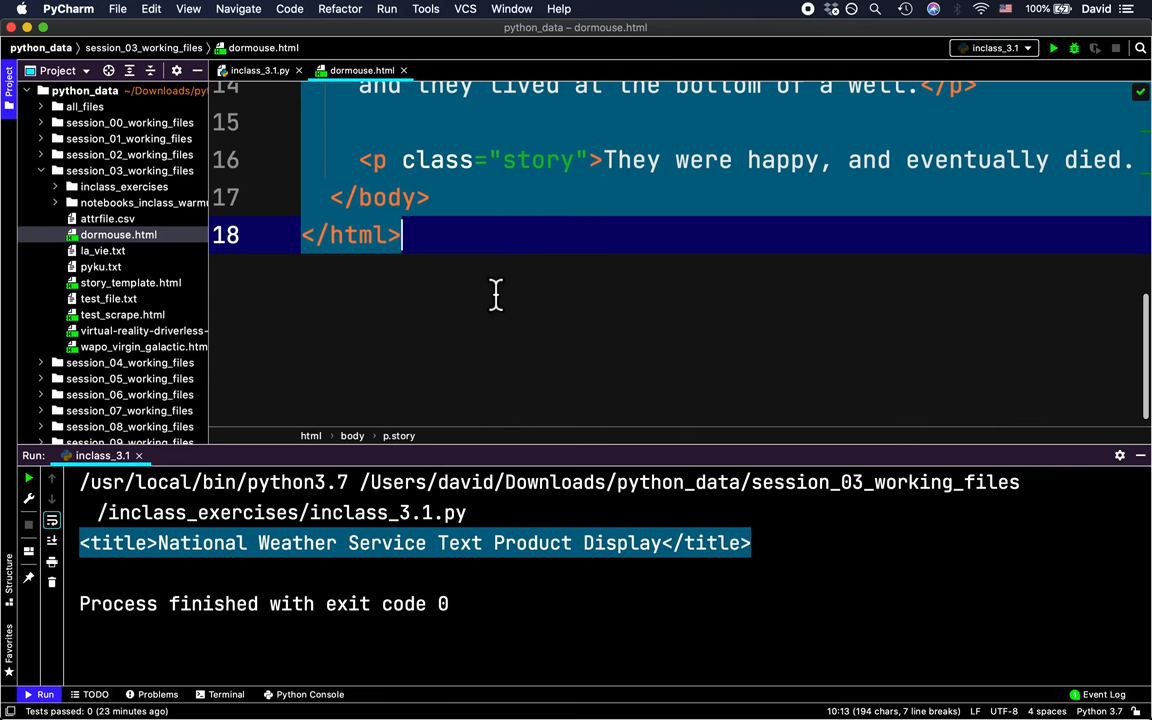 PyCharm File Edit View Navigate Code Refactor Run Tools VCS Window Help 100% David
python_data – dormouse.html
python_data session_03_working_files dormouse.html inclass_3.1
Project inclass_3.1.py dormouse.html
python_data ~/Downloads/py
all_files
session_00_working_files
session_01_working_files
session_02_working_files
session_03_working_files
inclass_exercises
notebooks_inclass_warm
attrfile.csv
dormouse.html
la_vie.txt
pyku.txt
story_template.html
test_file.txt
test_scrape.html
virtual-reality-driverless-
wapo_virgin_galactic.htm
session_04_working_files
session_05_working_files
session_06_working_files
session_07_working_files
session_08_working_files
session_09_working_files
14 and they lived at the bottom of a well.</p>
15
16 <p class="story">They were happy, and eventually died.
17 </body>
18 </html>
html body p.story
Run: inclass_3.1
/usr/local/bin/python3.7 /Users/david/Downloads/python_data/session_03_working_files
/inclass_exercises/inclass_3.1.py
<title>National Weather Service Text Product Display</title>
Process finished with exit code 0
Project
Structure
Favorites
Run TODO Problems Terminal Python Console 1 Event Log
Tests passed: 0 (23 minutes ago) 10:13 (194 chars, 7 line breaks) LF UTF-8 4 spaces Python 3.7